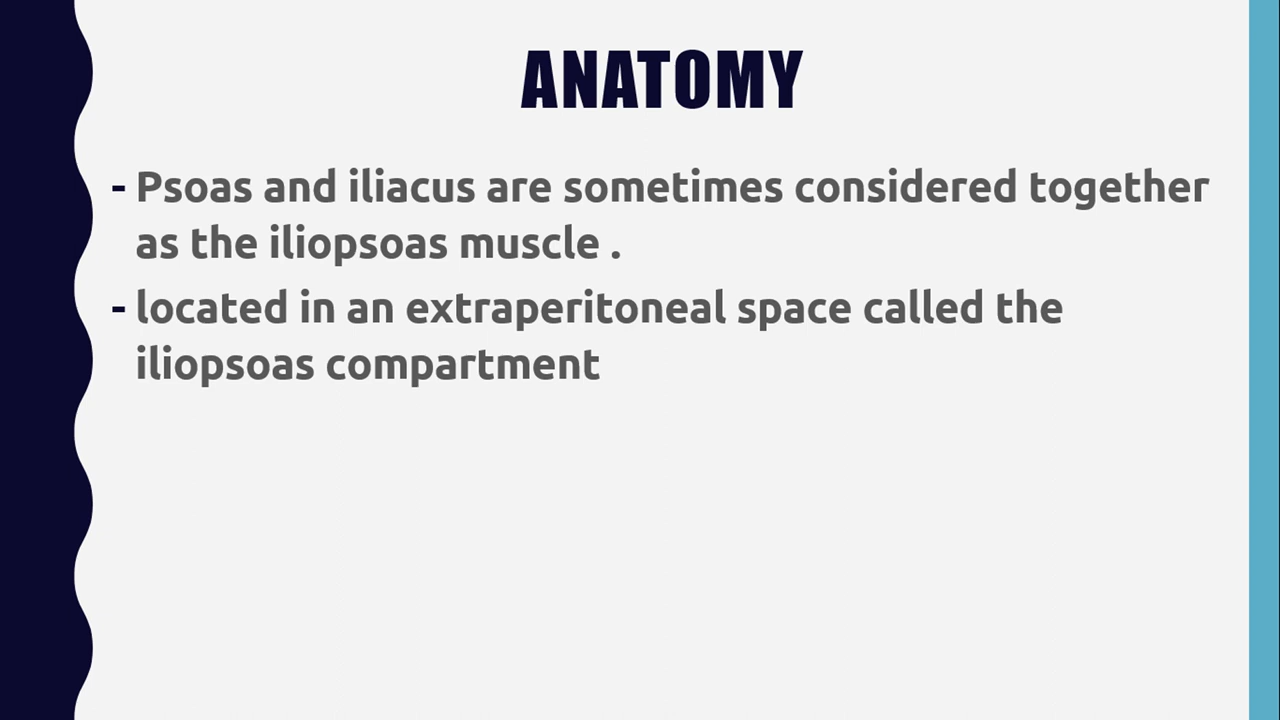 ANATOMY
- Psoas and iliacus are sometimes considered together
as the iliopsoas muscle .
- located in an extraperitoneal space called the
iliopsoas compartment